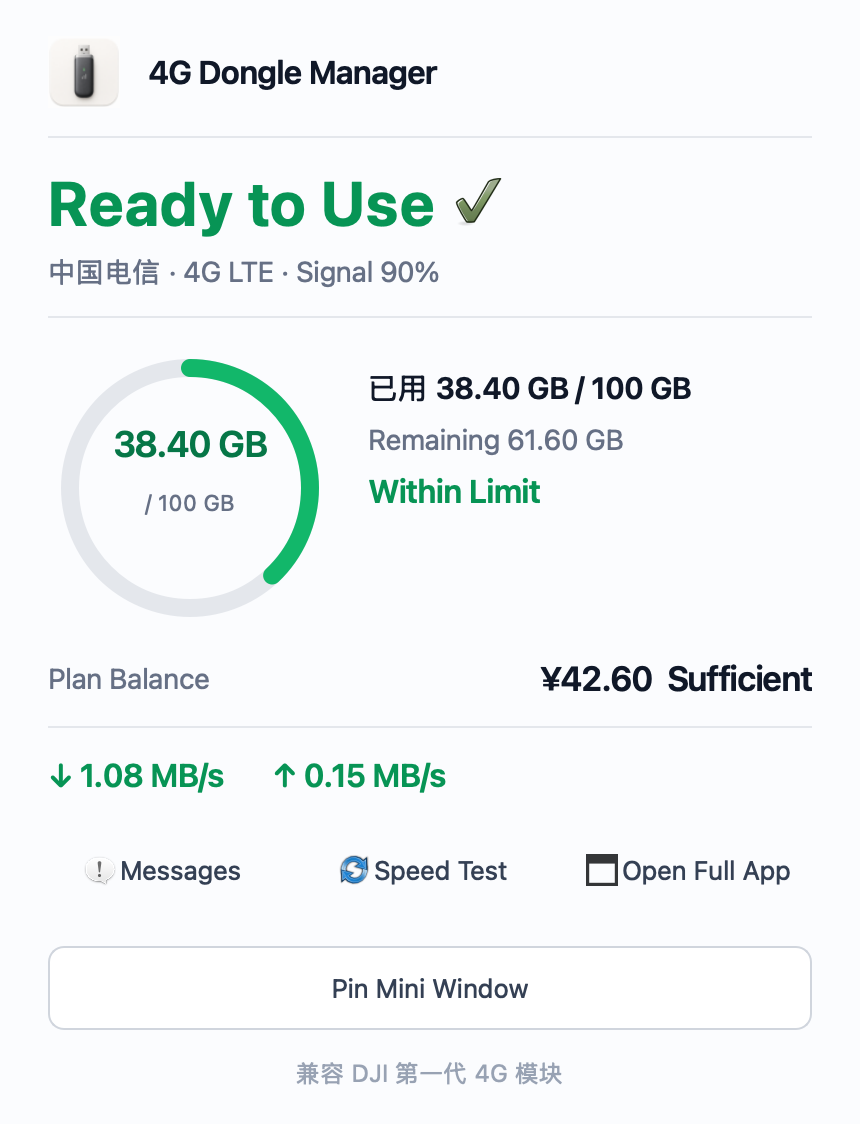 4G Dongle Manager
Ready to Use ✔
中国电信 · 4G LTE · Signal 90%
38.40 GB
/ 100 GB
已用 38.40 GB / 100 GB
Remaining 61.60 GB
Within Limit
Plan Balance ¥42.60 Sufficient
↓ 1.08 MB/s ↑ 0.15 MB/s
Messages Speed Test Open Full App
Pin Mini Window
兼容 DJI 第一代 4G 模块